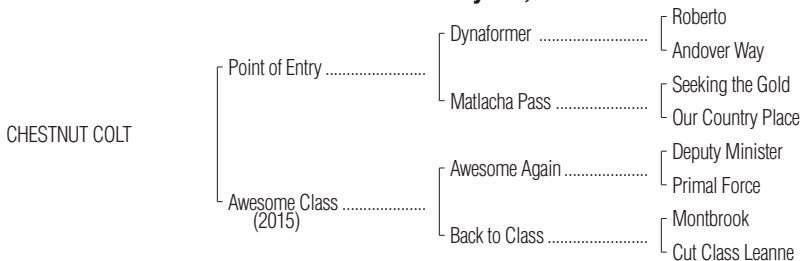 Roberto
Dynaformer ....................
Andover Way
Point of Entry .......................
Seeking the Gold
Matlacha Pass .....................
Our Country Place
CHESTNUT COLT
Deputy Minister
Awesome Again ...................
Primal Force
Awesome Class ...................
(2015)
Montbrook
Back to Class .......................
Cut Class Leanne